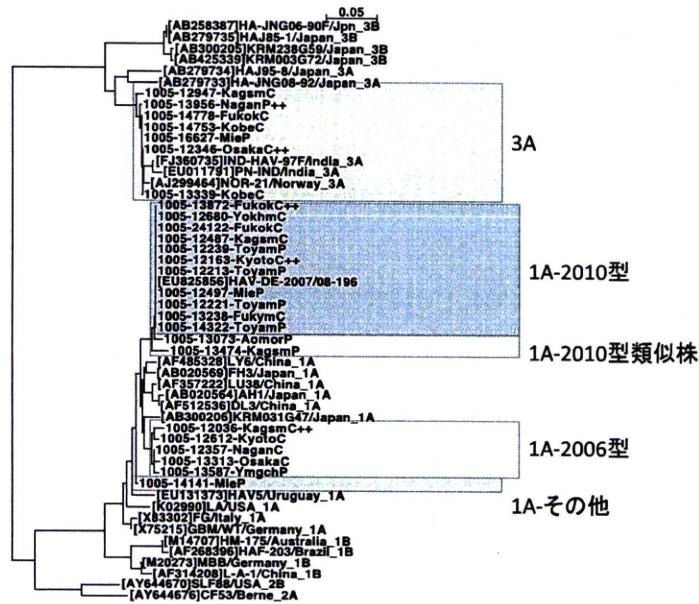 0.05
[AB258387]HA-JNG06-90F/Jpn_3B
[AB279735]HAJ85-1/Japan_3B
[AB300205]KRM238G59/Japan_3B
[AB425339]KRM003G72/Japan_3B
[AB279734]HAJ95-8/Japan_3A
[AB279733]HA-JNG08-92/Japan_3A
1005-12947-KagsmC
1005-13956-NaganP++
1005-14778-FukokC
1005-14753-KobeC
1005-16627-MieP
1005-12346-OsakaC++
[FJ360735]IND-HAV-97F/India_3A
[EU011791]PN-IND/India_3A
[AJ299464]NOR-21/Norway_3A
1005-13339-KobeC
3A
1005-13872-FukokC++
1005-12680-YokhmC
1005-24122-FukokC
1005-12487-KagsmC
1005-12239-ToyamP
1005-12163-KyotoC++
1005-12213-ToyamP
[EU825856]HAV-DE-2007/08-196
1005-12497-MieP
1005-12221-ToyamP
1005-13238-FukymC
1005-14322-ToyamP
1A-2010型
1005-13073-AomorP
1005-13474-KagsmP
1A-2010型類似株
[AF485328]LY6/China_1A
[AB020569]FH3/Japan_1A
[AF357222]LU38/China_1A
[AB020564]AH1/Japan_1A
[AF512536]DL3/China_1A
[AB300206]KRM031G47/Japan_1A
1005-12036-KagsmC++
1005-12612-KyotoC
1005-12357-NaganC
1005-13313-OsakaC
1005-13587-YmgchP
1A-2006型
1005-14141-MieP
1A-その他
[EU131373]HAV5/Uruguay_1A
[K02990]LA/USA_1A
[X83302]FG/Italy_1A
[X75215]GBM/WT/Germany_1A
[M14707]HM-175/Australia_1B
[AF268396]HAF-203/Brazil_1B
[M20273]MBB/Germany_1B
[AF314208]L-A-1/China_1B
[AY644670]SLF88/USA_2B
[AY644676]CF53/Berne_2A